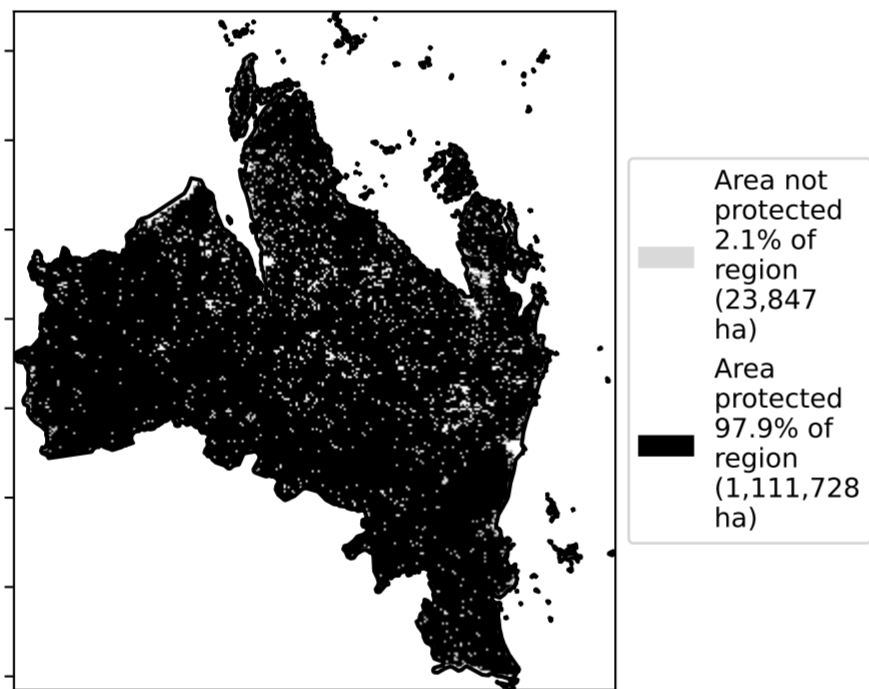 Area not
protected
2.1% of
region
(23,847
ha)
Area
protected
97.9% of
region
(1,111,728
ha)